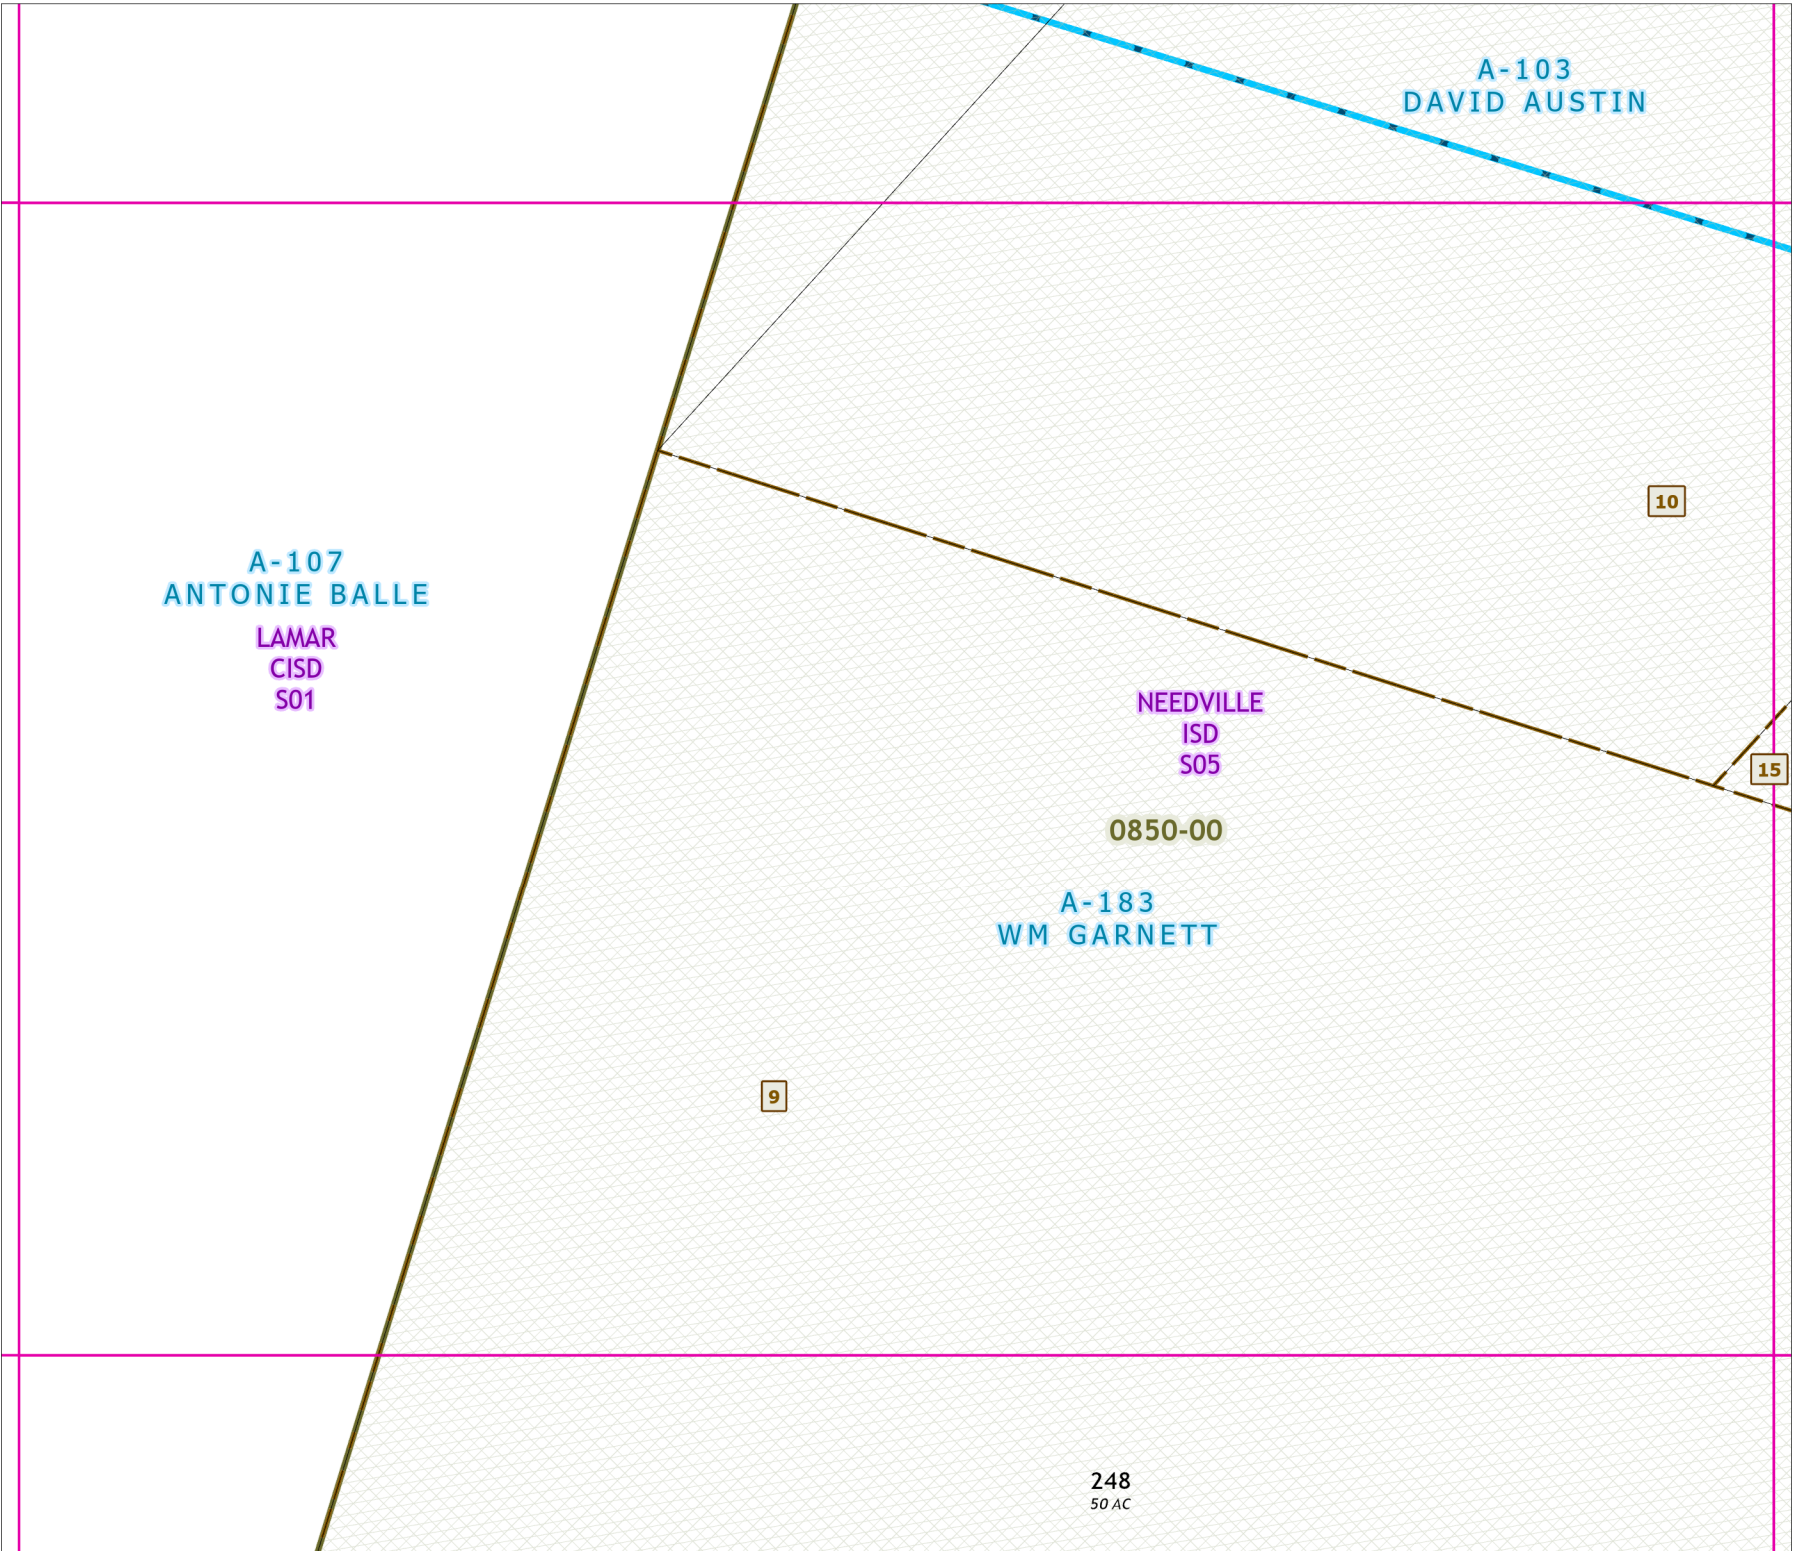 A-103
DAVID AUSTIN
10
A-107
ANTONIE BALLE
LAMAR
CISD
S01
NEEDVILLE
ISD
S05
15
0850-00
A-183
WM GARNETT
9
248
50 AC